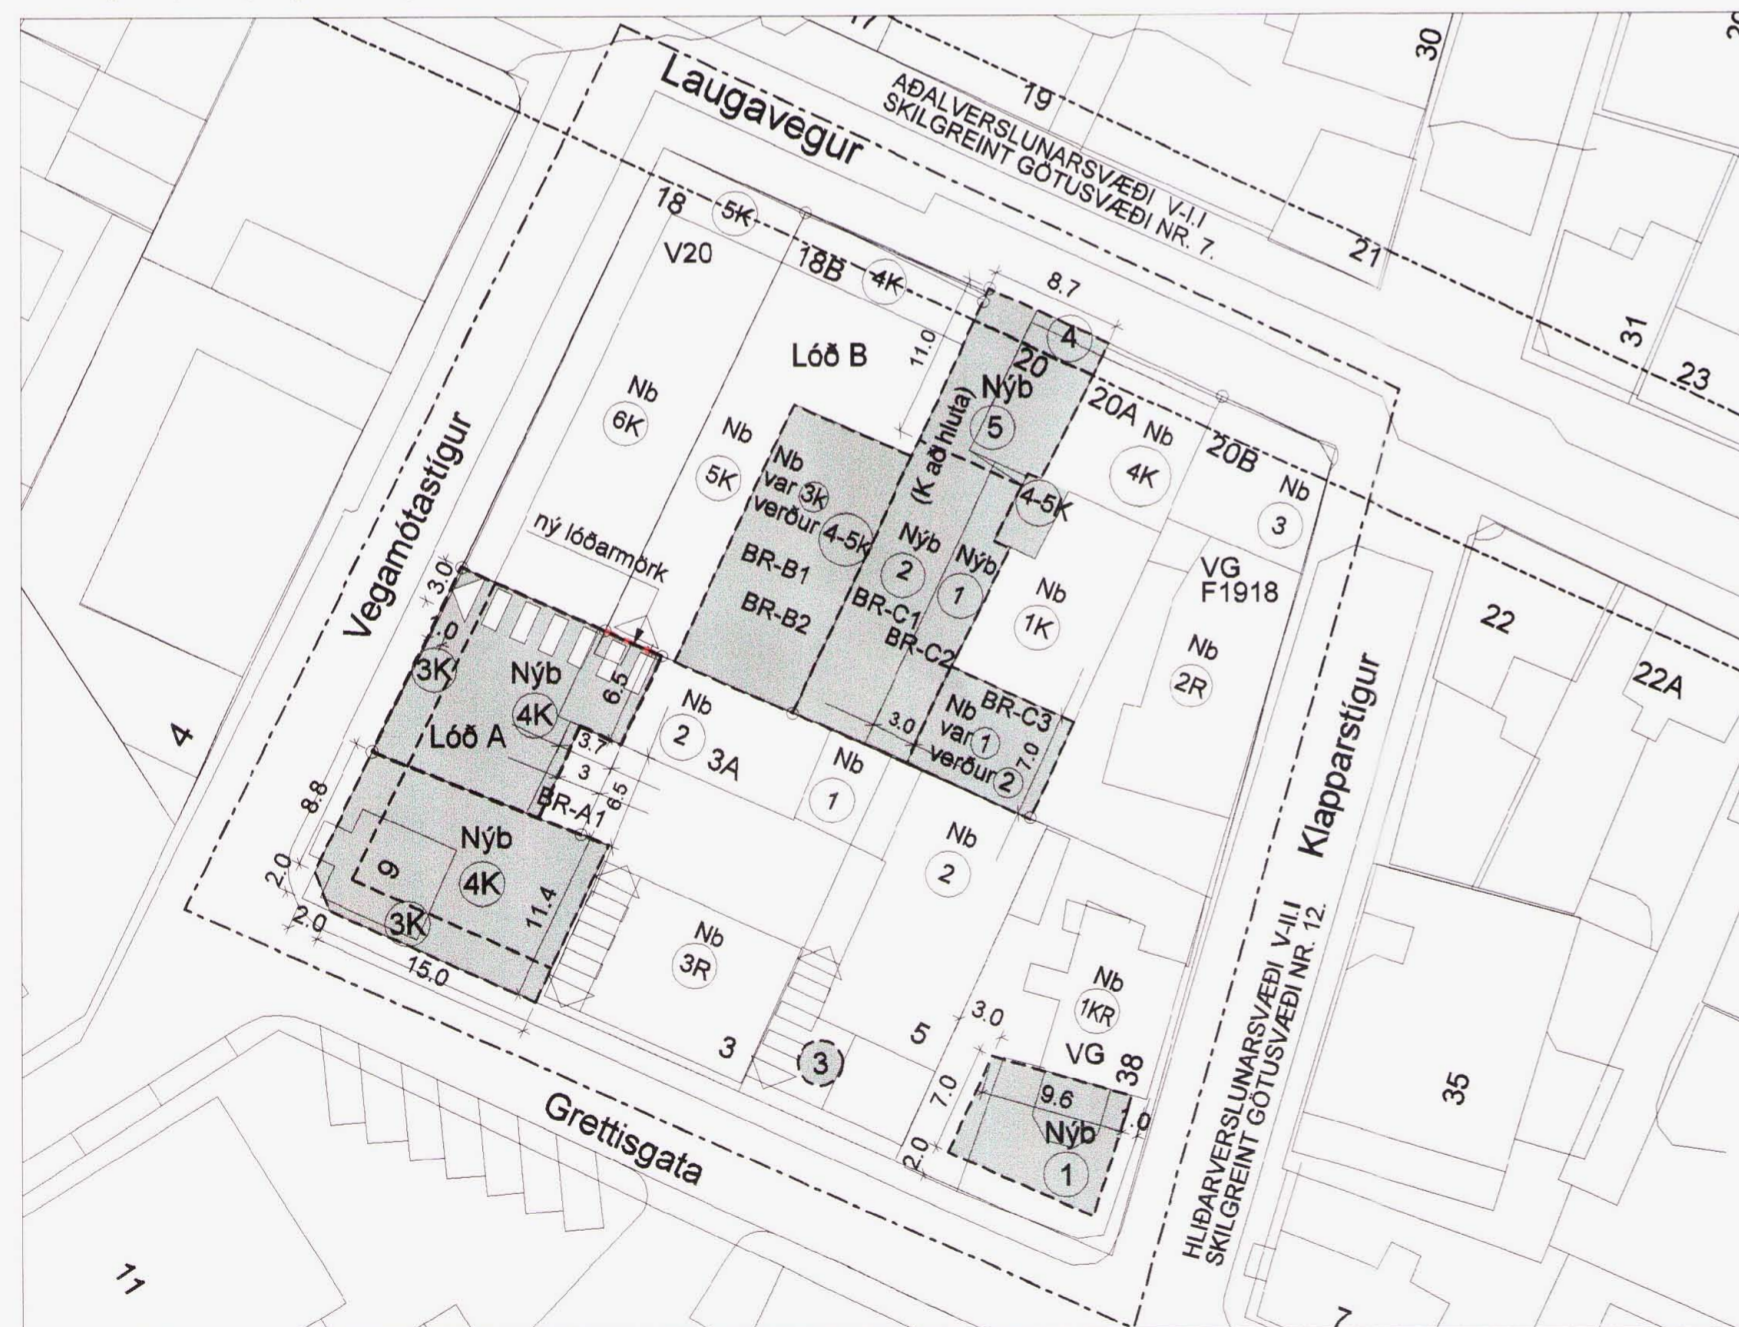 17
19
30
Laugavegur
AÐALVERSLUNARSVÆÐI V-I.I
SKILGREINT GÖTUSVÆÐI NR. 7.
21
31
23
18
5K
V20
18B
4K
8.7
4
20
11.0
Lóð B
Nýb
5
(K að hluta)
20A
Nb
4K
20B
Nb
3
Nb
6K
Nb
5K
Nb
var 3k
verður 4-5k
BR-B1
BR-B2
4-5K
Nýb
2
Nýb
1
BR-C1
BR-C2
Nb
1K
VG
F1918
Nb
2R
22
22A
Vegamótastígur
ný lóðarmörk
3.0
3K
Nýb
4K
6.5
Lóð A
4
3.7
3
6.5
BR-A1
Nb
2
3A
3.0
BR-C3
Nb
var 1
verður 2
7.0
Nb
1
Nb
2
Klapparstígur
8.8
2.0
2.0
9
Nýb
4K
3K
11.4
15.0
Nb
3R
3
3
5
3.0
Nb
1KR
VG
38
7.0
9.6
2.0
Nýb
1
Grettisgata
HLIÐARVERSLUNARSVÆÐI V-II.I
SKILGREINT GÖTUSVÆÐI NR. 12.
35
11
7